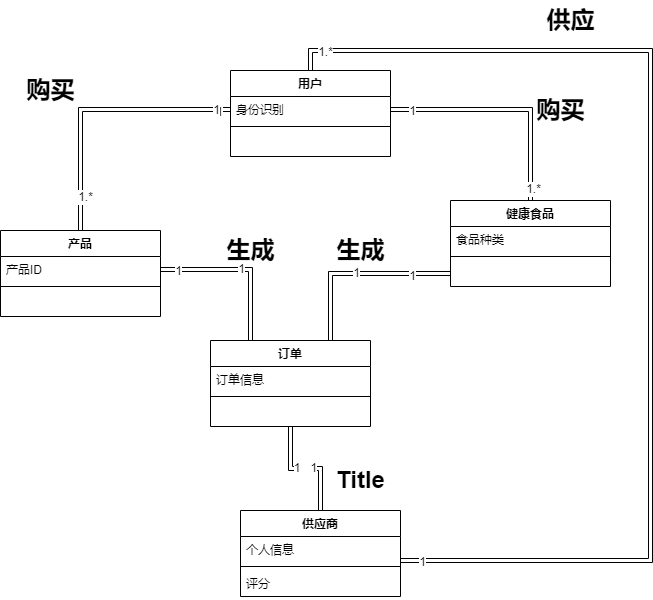 供应
1.*
用户
购买
1
身份识别
1
购买
1.*
1.*
健康食品
产品
生成
生成
食品种类
产品ID
1
1
1
1
订单
订单信息
1
1
Title
供应商
个人信息
1
评分